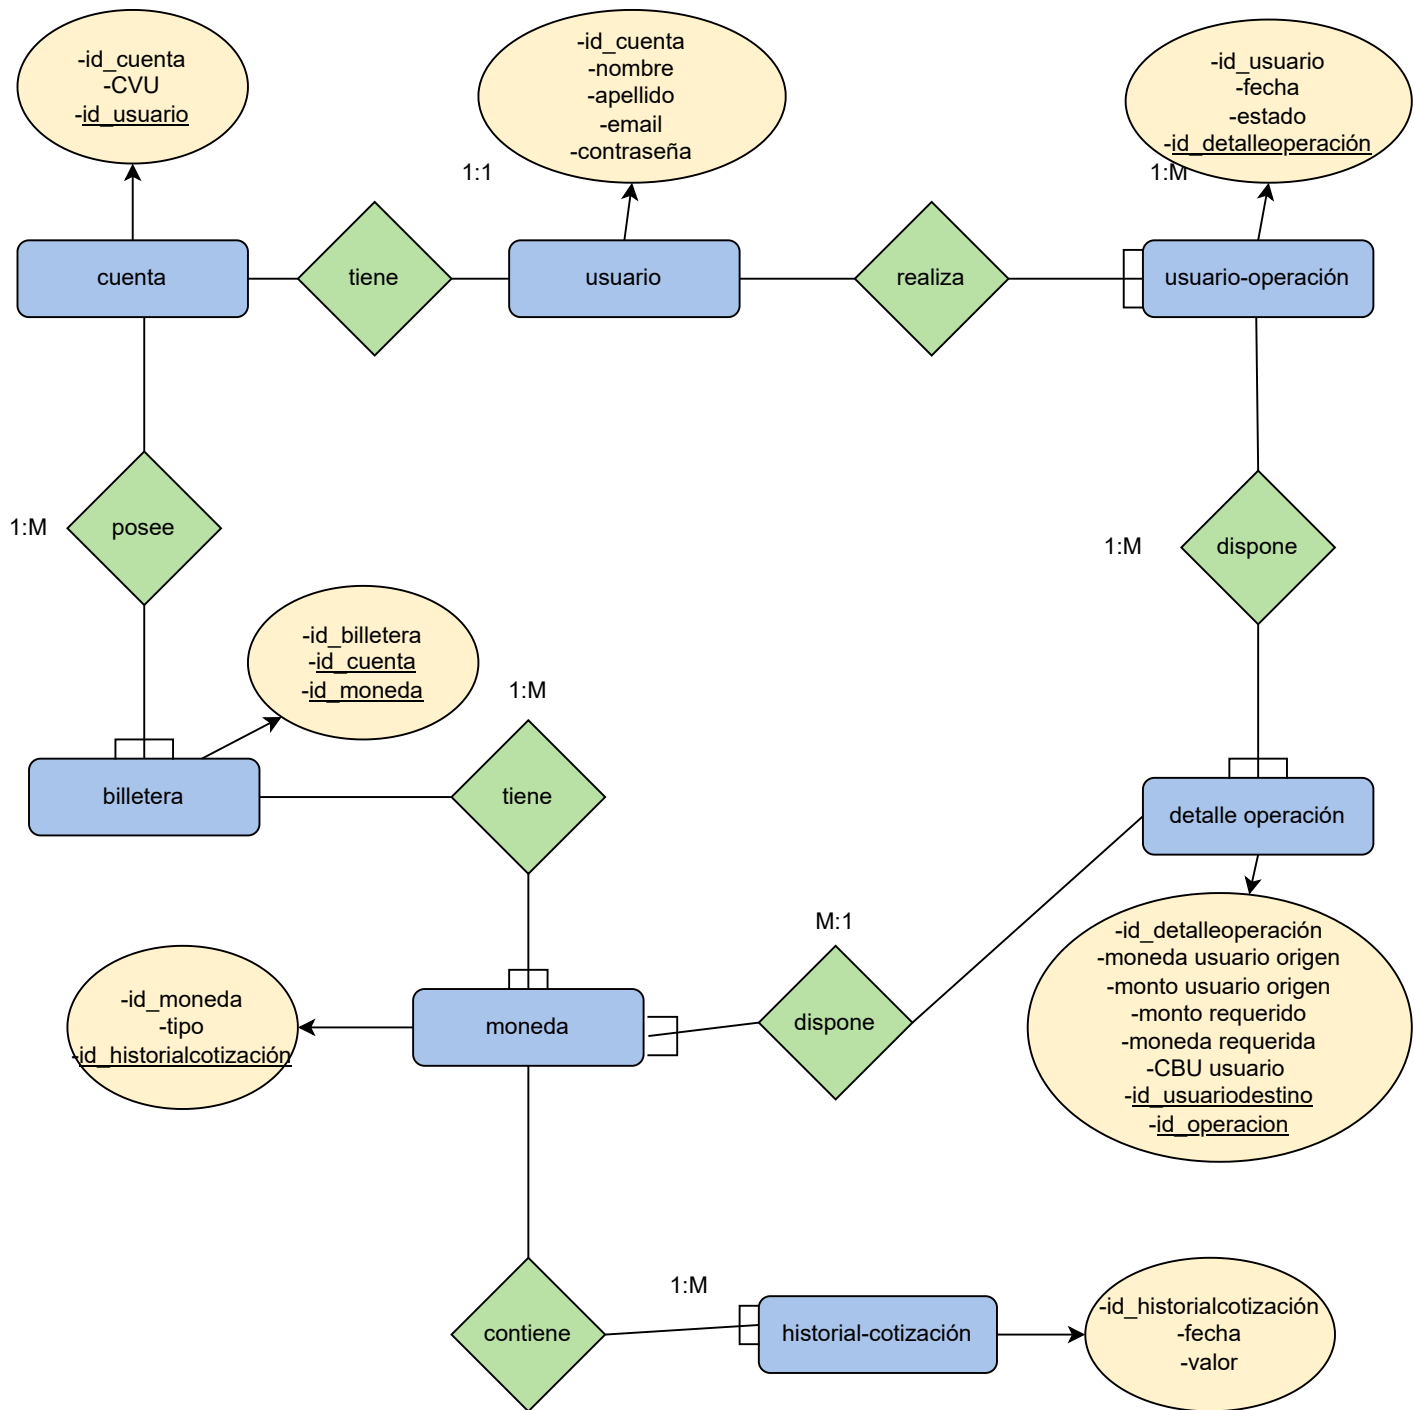 -id_cuenta
-CVU
-id_usuario
-id_cuenta
-nombre
-apellido
-email
-contraseña
-id_usuario
-fecha
-estado
-id_detalleoperación
1:1
1:M
cuenta
tiene
usuario
realiza
usuario-operación
1:M
posee
1:M
dispone
-id_billetera
-id_cuenta
-id_moneda
1:M
billetera
tiene
detalle operación
M:1
-id_moneda
-tipo
-id_historialcotización
moneda
dispone
-id_detalleoperación
-moneda usuario origen
-monto usuario origen
-monto requerido
-moneda requerida
-CBU usuario
-id_usuariodestino
-id_operacion
1:M
contiene
historial-cotización
-id_historialcotización
-fecha
-valor